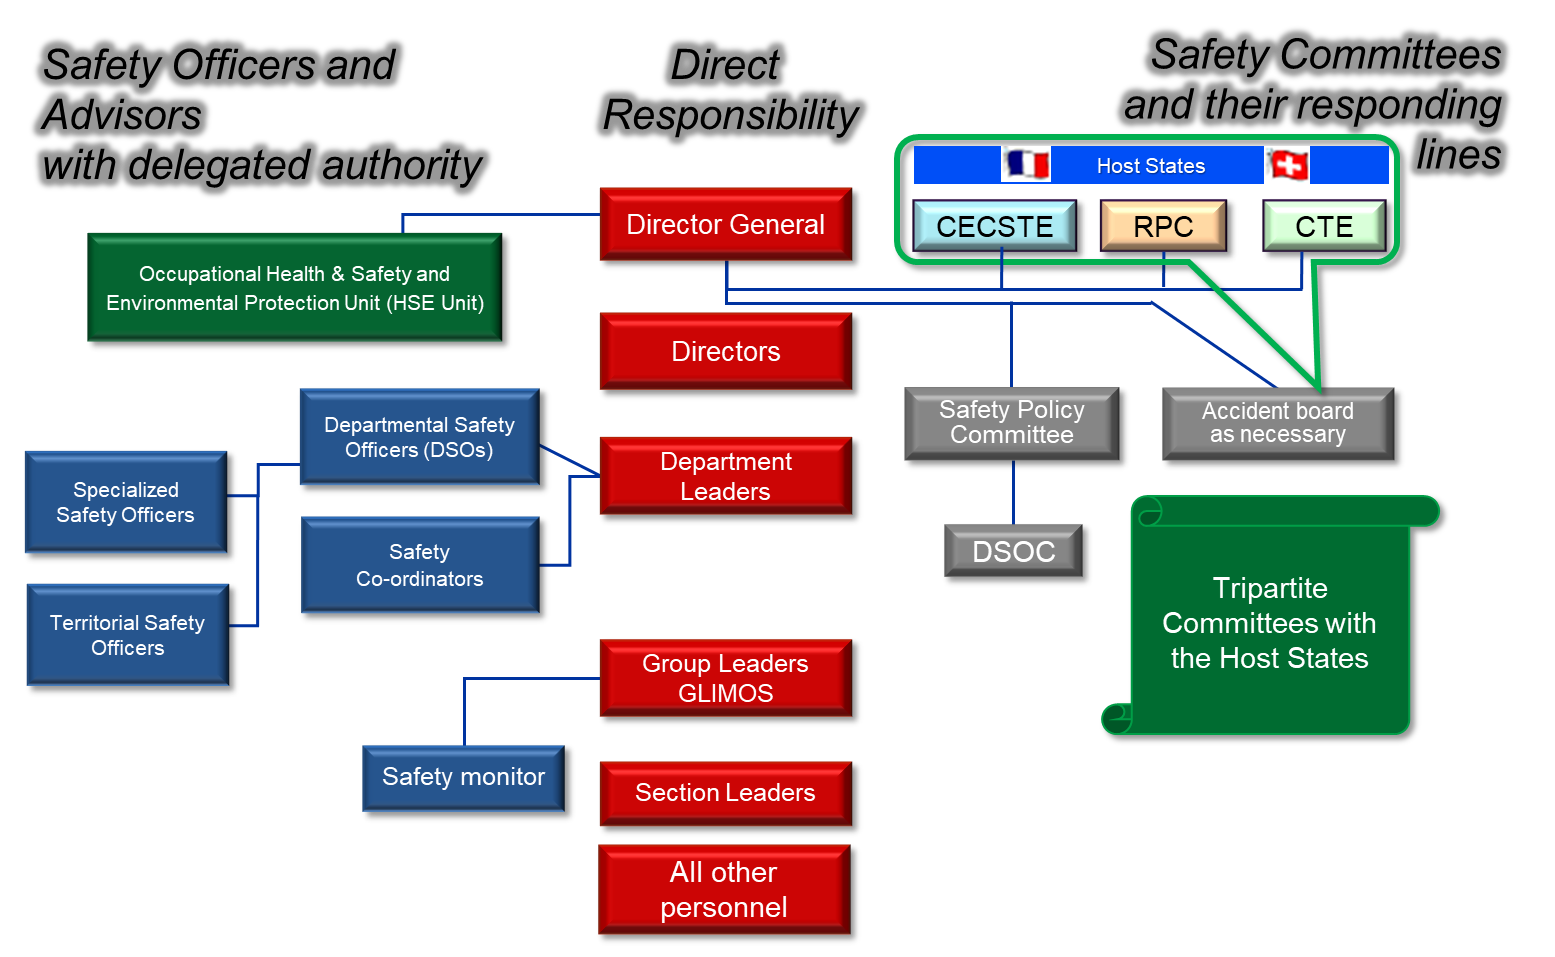 Safety Officers and
Advisors
with delegated authority
Direct
Responsibility
Safety Committees
and their responding
lines
Host States
CECSTE
RPC
CTE
Director General
Occupational Health & Safety and
Environmental Protection Unit (HSE Unit)
Directors
Departmental Safety
Officers (DSOs)
Safety Policy
Committee
Accident board
as necessary
Department
Leaders
Specialized
Safety Officers
Safety
Co-ordinators
DSOC
Territorial Safety
Officers
Tripartite
Committees with
the Host States
Group Leaders
GLIMOS
Safety monitor
Section Leaders
All other
personnel